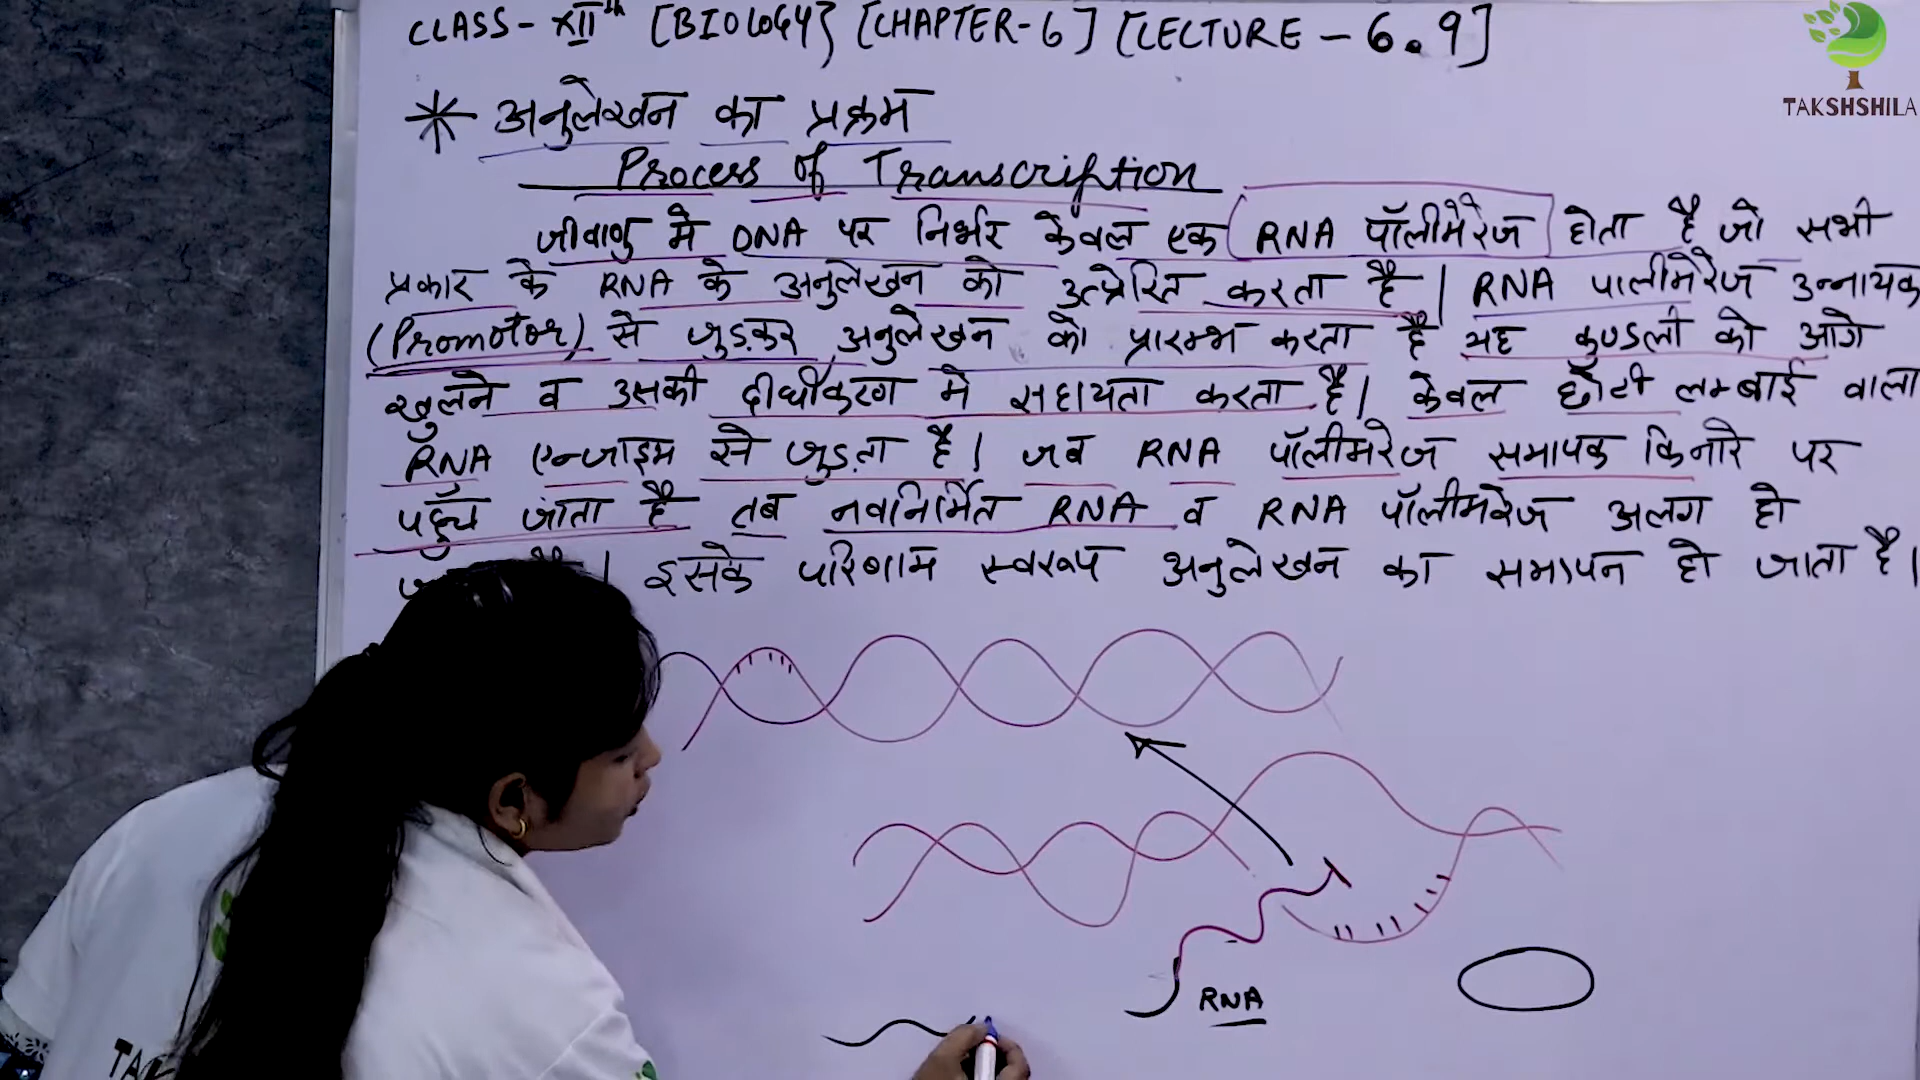 CLASS - XIIth [BIOLOGY} [CHAPTER-6] [LECTURE - 6.9]
TAKSHSHILA
* अनुलेखन का प्रक्रम
Process of Transcription
जीवाणु मे DNA पर निर्भर केवल एक RNA पॉलीमेरेज होता है जो सभी
प्रकार के RNA के अनुलेखन को उत्प्रेरित करता है | RNA पालीमेरेज उन्नायक
(Promotor) से जुड़कर अनुलेखन को प्रारम्भ करता है यह कुण्डली को आगे
खुलने व उसकी दीर्घीकरण मे सहायता करता है | केवल छोटी लम्बाई वाला
RNA एन्जाइम से जुड़ता है | जब RNA पॉलीमरेज समापक किनारे पर
पहुँच जाता है तब नवनिर्मित RNA व RNA पॉलीमरेज अलग हो
| इसके परिणाम स्वरूप अनुलेखन का समापन हो जाता है |
RNA